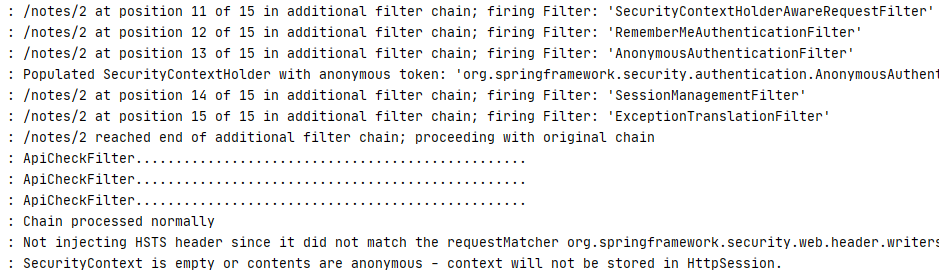 : /notes/2 at position 11 of 15 in additional filter chain; firing Filter: 'SecurityContextHolderAwareRequestFilter'
: /notes/2 at position 12 of 15 in additional filter chain; firing Filter: 'RememberMeAuthenticationFilter'
: /notes/2 at position 13 of 15 in additional filter chain; firing Filter: 'AnonymousAuthenticationFilter'
: Populated SecurityContextHolder with anonymous token: 'org.springframework.security.authentication.AnonymousAuthent
: /notes/2 at position 14 of 15 in additional filter chain; firing Filter: 'SessionManagementFilter'
: /notes/2 at position 15 of 15 in additional filter chain; firing Filter: 'ExceptionTranslationFilter'
: /notes/2 reached end of additional filter chain; proceeding with original chain
: ApiCheckFilter.................................................
: ApiCheckFilter.................................................
: ApiCheckFilter.................................................
: Chain processed normally
: Not injecting HSTS header since it did not match the requestMatcher org.springframework.security.web.header.writers
: SecurityContext is empty or contents are anonymous - context will not be stored in HttpSession.